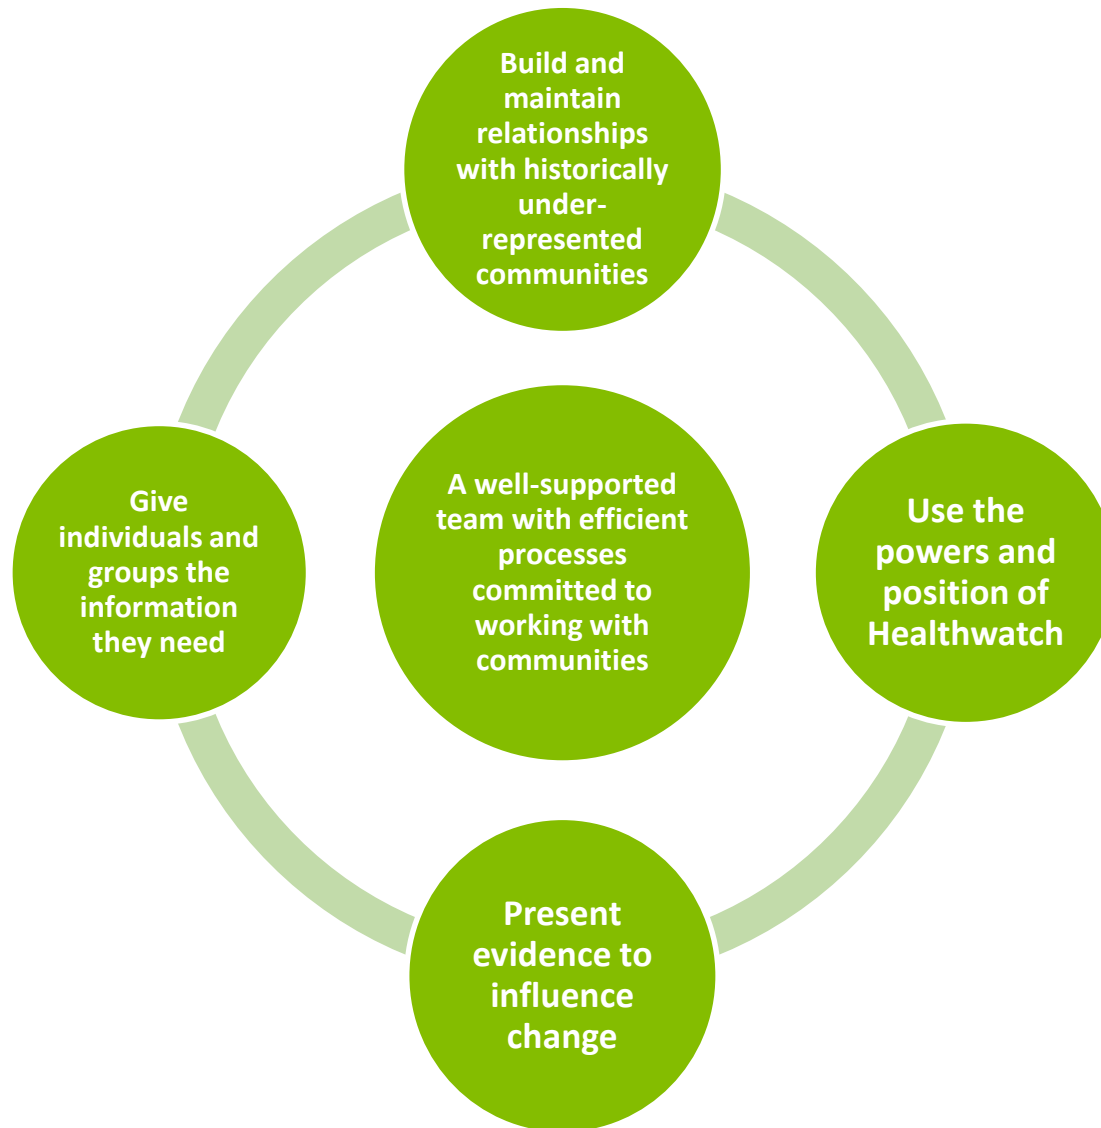 Build and
maintain
relationships
with historically
under-
represented
communities
Give
individuals and
groups the
information
they need
A well-supported
team with efficient
processes
committed to
working with
communities
Use the
powers and
position of
Healthwatch
Present
evidence to
influence
change